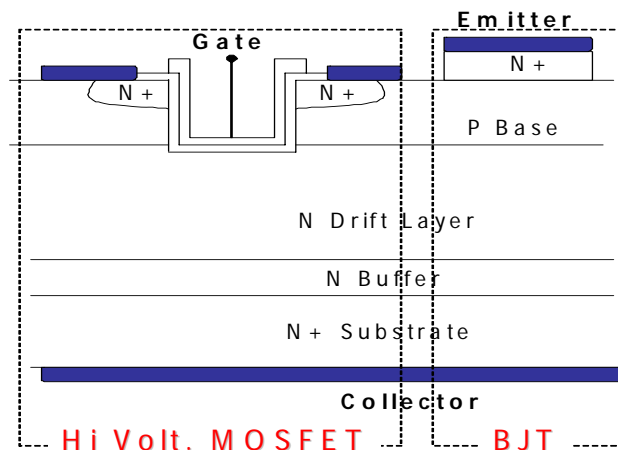 Emitter
Gate
N+
N+
N+
P Base
N Drift Layer
N Buffer
N+ Substrate
Collector
Hi Volt. MOSFET
BJT